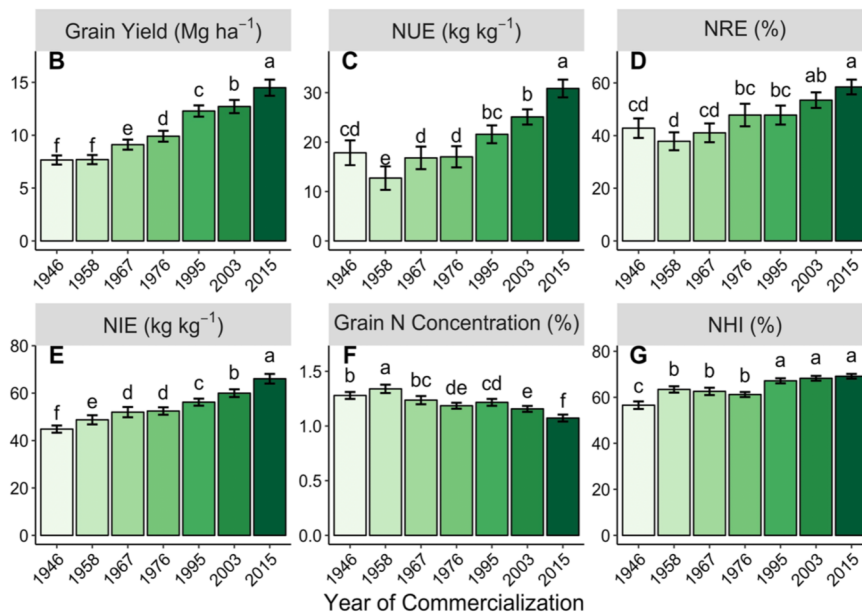 Grain Yield (Mg ha⁻¹)
B
15
10
5
0
f f e d c b a
1946 1958 1967 1976 1995 2003 2015
NUE (kg kg⁻¹)
C
30
20
10
0
cd e d d bc b a
1946 1958 1967 1976 1995 2003 2015
NRE (%)
D
60
40
20
0
cd d cd bc bc ab a
1946 1958 1967 1976 1995 2003 2015
NIE (kg kg⁻¹)
E
80
60
40
20
0
f e d d c b a
1946 1958 1967 1976 1995 2003 2015
Grain N Concentration (%)
F
1.5
1.0
0.5
0.0
b a bc de cd e f
1946 1958 1967 1976 1995 2003 2015
NHI (%)
G
80
60
40
20
0
c b b b a a a
1946 1958 1967 1976 1995 2003 2015
Year of Commercialization